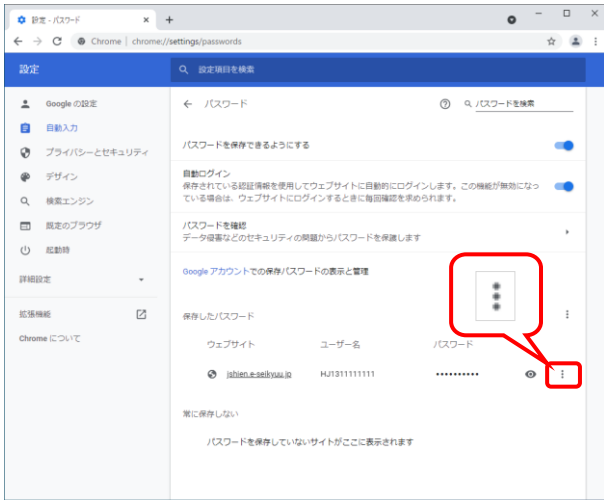 設定 - パスワード
Chrome | chrome://settings/passwords
設定
設定項目を検索
Google の設定
自動入力
プライバシーとセキュリティ
デザイン
検索エンジン
既定のブラウザ
起動時
詳細設定
拡張機能
Chrome について
パスワード
パスワードを検索
パスワードを保存できるようにする
自動ログイン
保存されている認証情報を使用してウェブサイトに自動的にログインします。この機能が無効になっ
ている場合は、ウェブサイトにログインするときに毎回確認を求められます。
パスワードを確認
データ侵害などのセキュリティの問題からパスワードを保護します
Google アカウントでの保存パスワードの表示と管理
保存したパスワード
ウェブサイト ユーザー名 パスワード
jshien.e-seikyuu.jp HJ1311111111 ••••••••••
常に保存しない
パスワードを保存していないサイトがここに表示されます